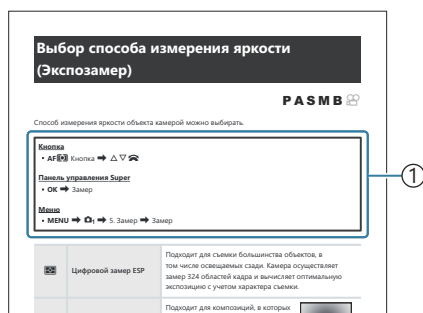 Выбор способа измерения яркости
(Экспозамер)
PASMB
Способ измерения яркости объекта камерой можно выбирать.
Кнопка
• AF Кнопка ➡ △ ▽
Панель управления Super
• OK ➡ Замер
Меню
• MENU ➡ 1 ➡ 5. Замер ➡ Замер
1
Цифровой замер ESP
Подходит для съемки большинства объектов, в
том числе освещаемых сзади. Камера осуществляет
замер 324 областей кадра и вычисляет оптимальную
экспозицию с учетом характера съемки.
Подходит для композиций, в которых